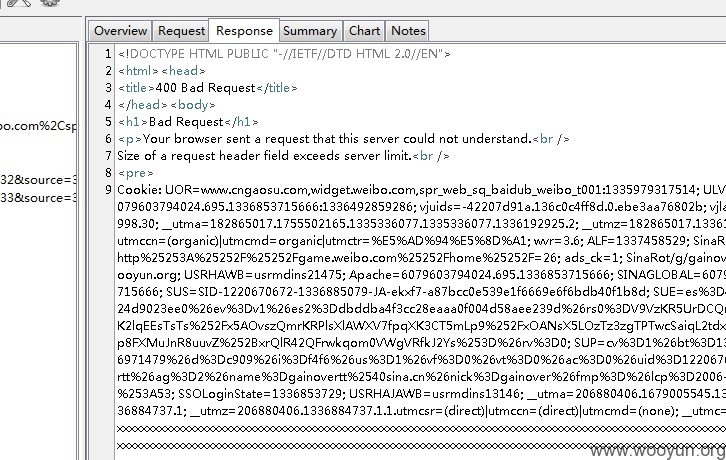 Overview Request Response Summary Chart Notes
1 <!DOCTYPE HTML PUBLIC "-//IETF//DTD HTML 2.0//EN">
2 <html> <head>
3 <title>400 Bad Request</title>
4 </head> <body>
5 <h1>Bad Request</h1>
6 <p>Your browser sent a request that this server could not understand.<br />
7 Size of a request header field exceeds server limit.<br />
8 <pre>
9 Cookie: UOR=www.cngaosu.com,widget.weibo.com,spr_web_sq_baidub_weibo_t001:1335979317514; ULV
079603794024.695.1336853715666:1336492859286; vjuids=-42207d91a.136c0c4ff8d.0.ebe3aa76802b; vjla
998.30; __utma=182865017.1755502165.1335336077.1335336077.1336192925.2; __utmz=182865017.13361
utmccn=(organic)|utmcmd=organic|utmctr=%E5%AD%94%E5%8D%A1; wvr=3.6; ALF=1337458529; SinaR
http%25253A%25252F%25252Fgame.weibo.com%25252Fhome%25252F=26; ads_ck=1; SinaRot/g/gainov
ooyun.org; USRHAWB=usrmdins21475; Apache=6079603794024.695.1336853715666; SINAGLOBAL=6079
715666; SUS=SID-1220670672-1336885079-JA-ekxf7-a87bcc0e539e1f6669e6f6bdb40f1b8d; SUE=es%3D
24d9023ee0%26ev%3Dv1%26es2%3Ddbddba4f3cc28eaaa0f004d58aee239d%26rs0%3DV9VzKR5UrDCQr
K2lqEEsTsTs%252Fx5AOvszQmrKRPlsXlAWXV7fpqXK3CT5mLp9%252FxOANsX5LOzTz3zgTPTwcSaiqL2tdx
p8FXMuJnR8uuvZ%252BxrQlR42QFrwkqom0VWgVRfkJ2Ys%253D%26rv%3D0; SUP=cv%3D1%26bt%3D13
6971479%26d%3Dc909%26i%3Df4f6%26us%3D1%26vf%3D0%26vt%3D0%26ac%3D0%26uid%3D122067
rtt%26ag%3D2%26name%3Dgainovertt%2540sina.cn%26nick%3Dgainover%26fmp%3D%26lcp%3D2006-
%253A53; SSOLoginState=1336853729; USRHAJAWB=usrmdins13146; __utma=206880406.1679005545.13
36884737.1; __utmz=206880406.1336884737.1.1.utmcsr=(direct)|utmccn=(direct)|utmcmd=(none); __utmc=
bo.com%2Csp
32&source=3
33&source=3
www.wooyun.org